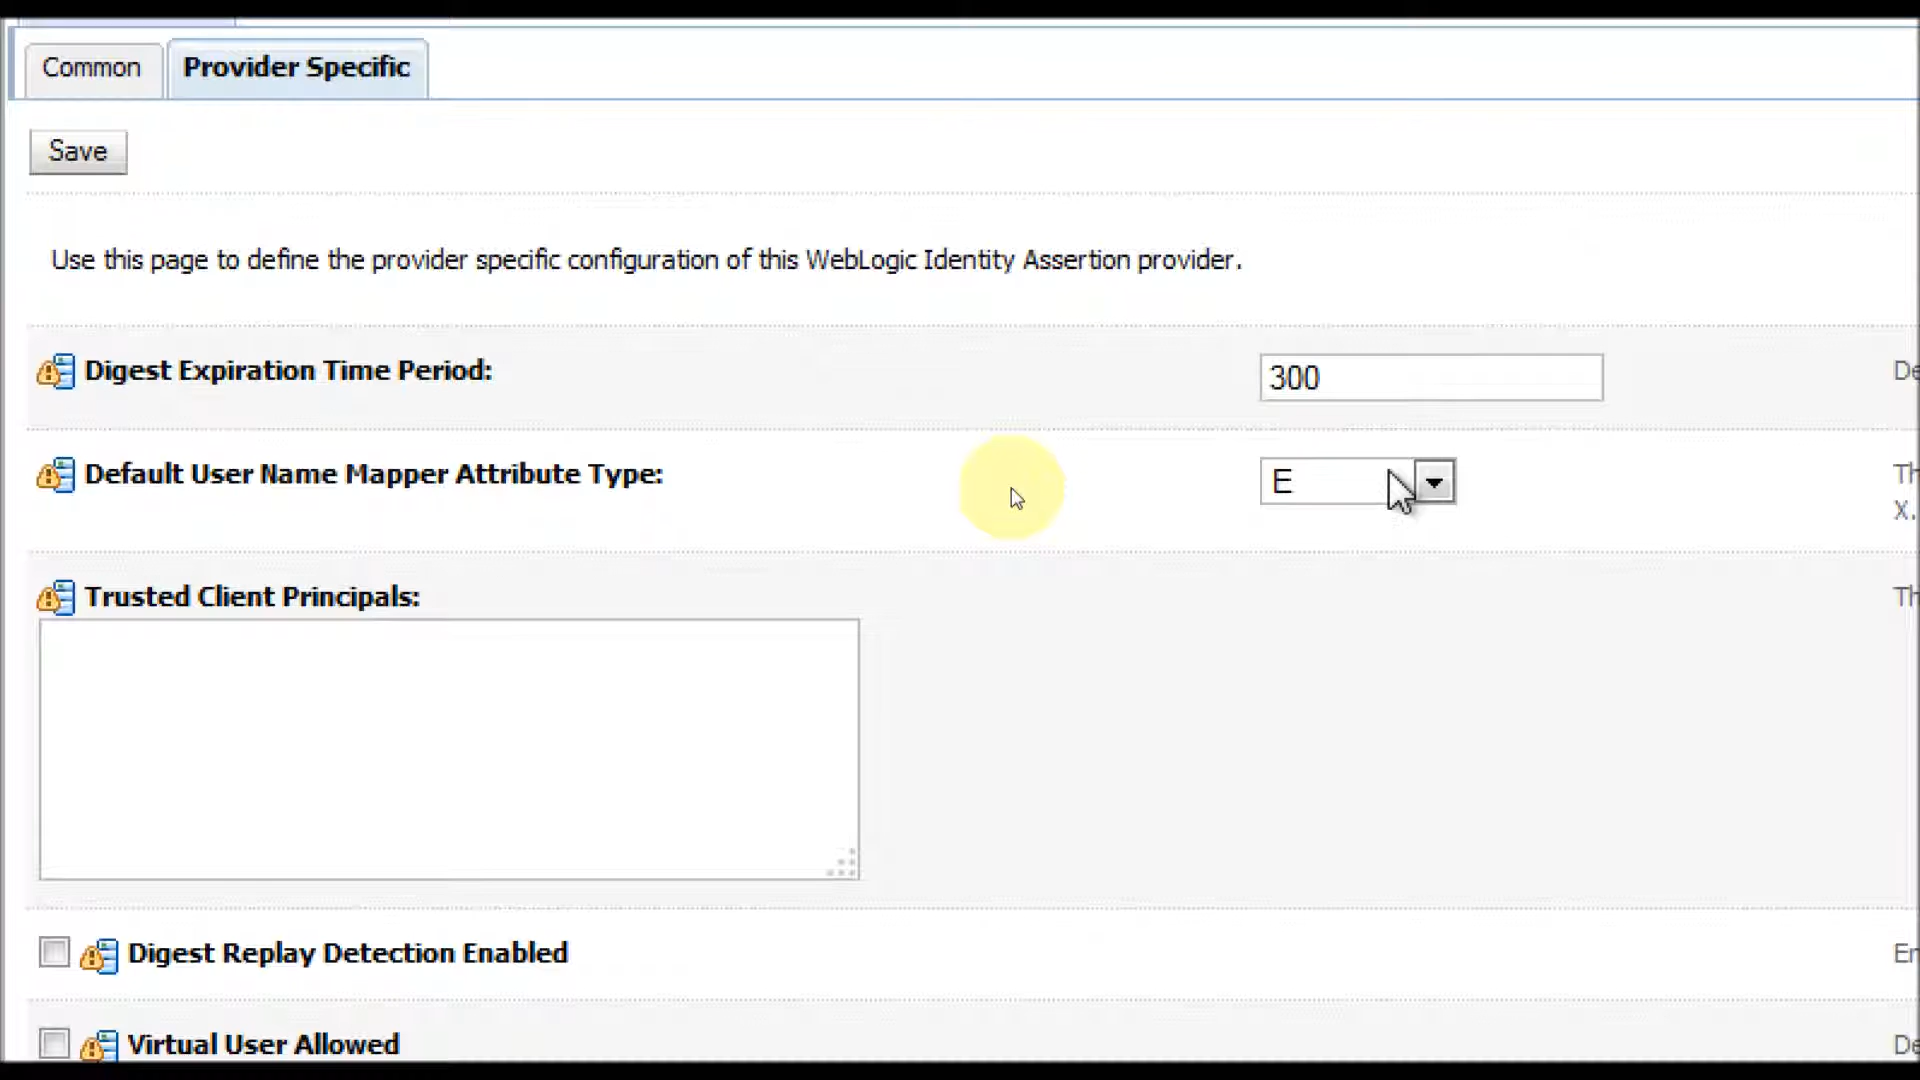 Common
Provider Specific
Save
Use this page to define the provider specific configuration of this WebLogic Identity Assertion provider.
Digest Expiration Time Period:
300
Default User Name Mapper Attribute Type:
E
X.
Trusted Client Principals:
Digest Replay Detection Enabled
Virtual User Allowed